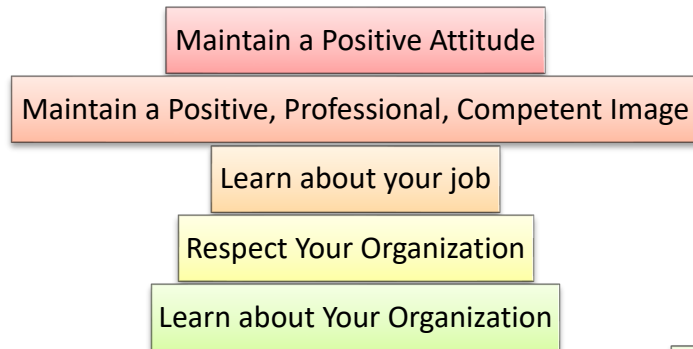 Maintain a Positive Attitude
Maintain a Positive, Professional, Competent Image
Learn about your job
Respect Your Organization
Learn about Your Organization